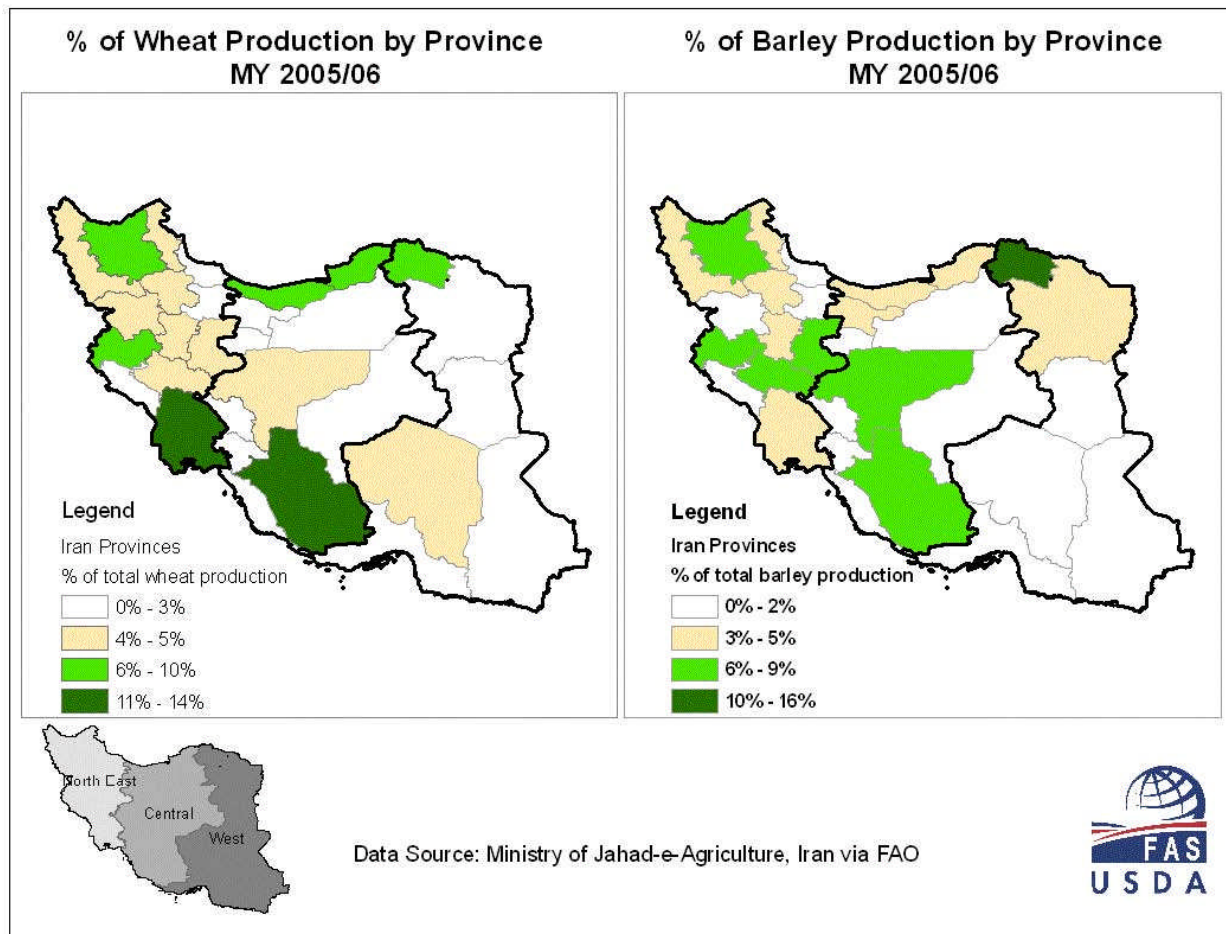 % of Wheat Production by Province
MY 2005/06
Legend
Iran Provinces
% of total wheat production
0% - 3%
4% - 5%
6% - 10%
11% - 14%
% of Barley Production by Province
MY 2005/06
Legend
Iran Provinces
% of total barley production
0% - 2%
3% - 5%
6% - 9%
10% - 16%
North East
Central
West
Data Source: Ministry of Jahad-e-Agriculture, Iran via FAO
FAS
USDA